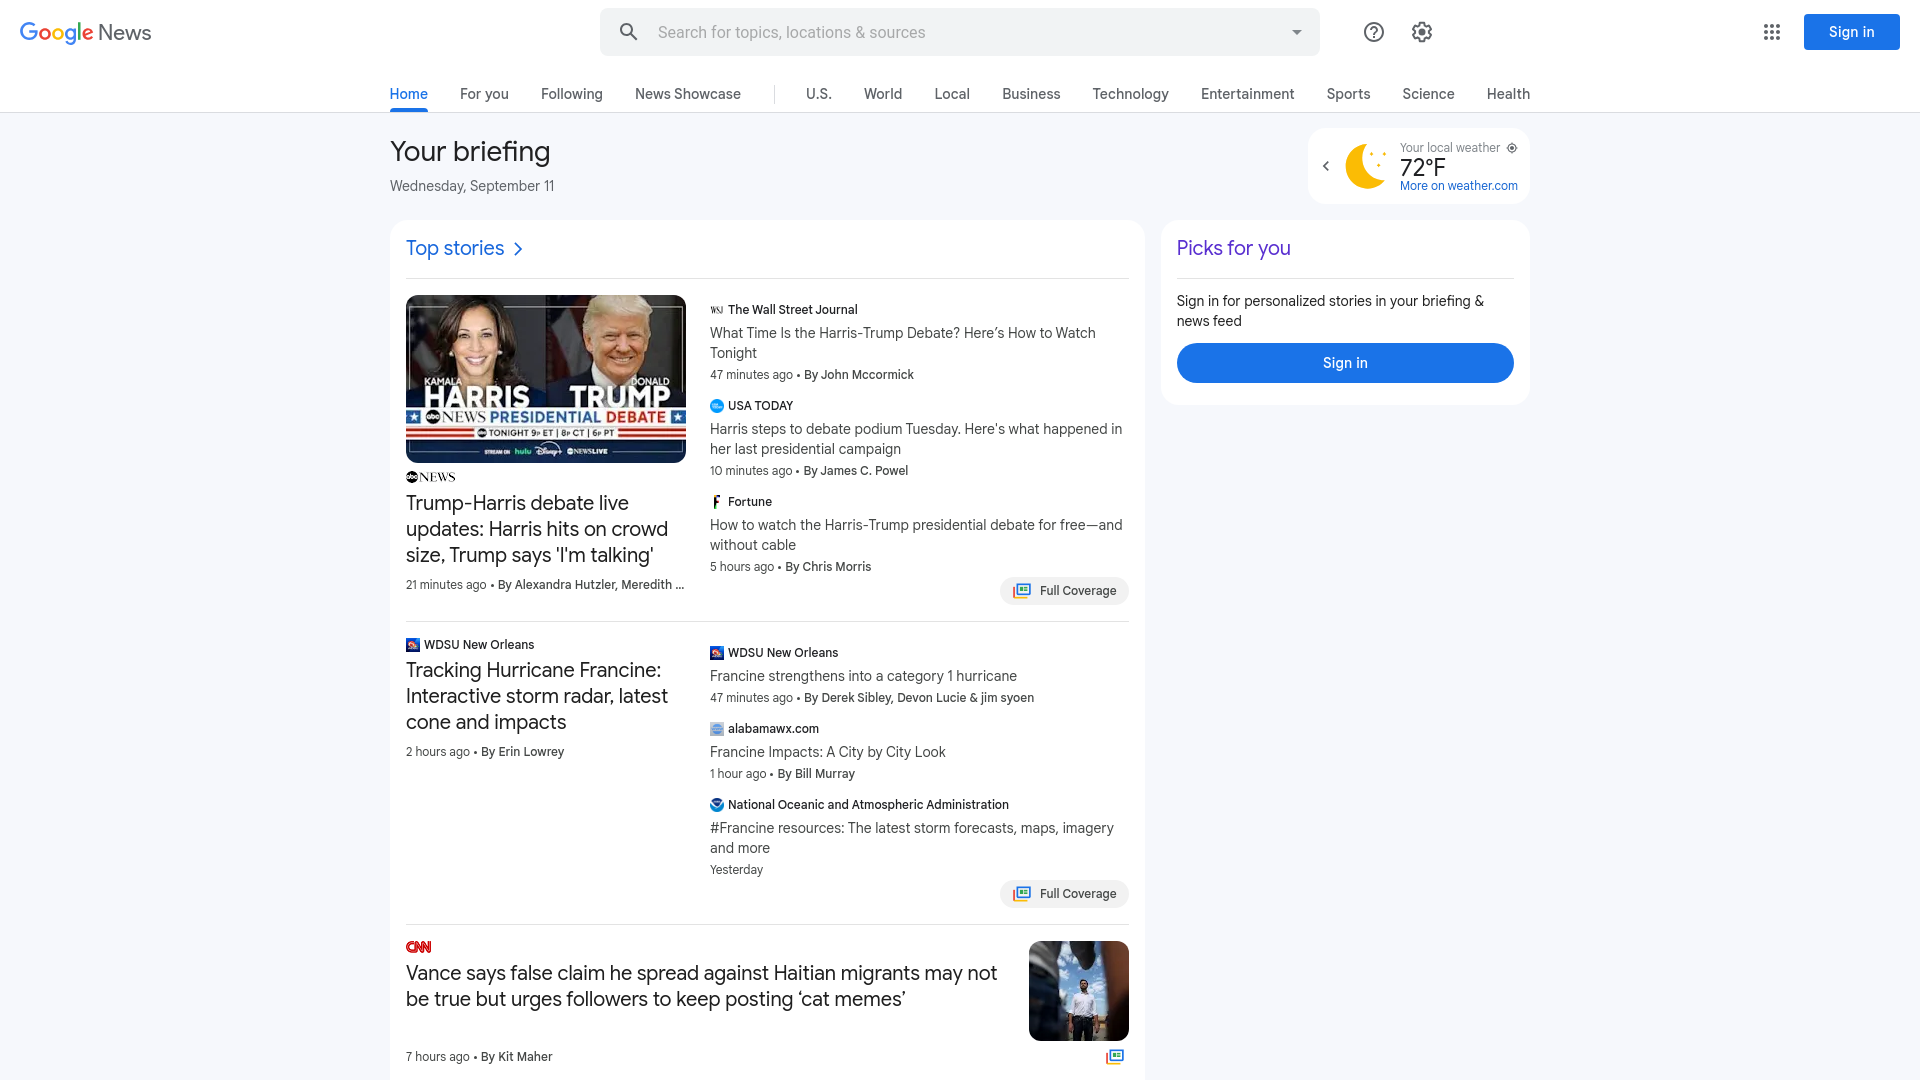 Google News
Search for topics, locations & sources
Sign in
Home
For you
Following
News Showcase
U.S.
World
Local
Business
Technology
Entertainment
Sports
Science
Health
Your briefing
Wednesday, September 11
Your local weather
72°F
More on weather.com
Top stories
KAMALA
HARRIS
DONALD
TRUMP
abc NEWS PRESIDENTIAL DEBATE
abc TONIGHT 9P ET | 8P CT | 6P PT
STREAM ON hulu Disney+ abc NEWS LIVE
abc NEWS
Trump-Harris debate live
updates: Harris hits on crowd
size, Trump says 'I'm talking'
21 minutes ago • By Alexandra Hutzler, Meredith ...
WSJ The Wall Street Journal
What Time Is the Harris-Trump Debate? Here’s How to Watch
Tonight
47 minutes ago • By John Mccormick
USA TODAY
Harris steps to debate podium Tuesday. Here's what happened in
her last presidential campaign
10 minutes ago • By James C. Powel
F Fortune
How to watch the Harris-Trump presidential debate for free—and
without cable
5 hours ago • By Chris Morris
Full Coverage
WDSU New Orleans
Tracking Hurricane Francine:
Interactive storm radar, latest
cone and impacts
2 hours ago • By Erin Lowrey
WDSU New Orleans
Francine strengthens into a category 1 hurricane
47 minutes ago • By Derek Sibley, Devon Lucie & jim syoen
alabamawx.com
Francine Impacts: A City by City Look
1 hour ago • By Bill Murray
National Oceanic and Atmospheric Administration
#Francine resources: The latest storm forecasts, maps, imagery
and more
Yesterday
Full Coverage
CNN
Vance says false claim he spread against Haitian migrants may not
be true but urges followers to keep posting ‘cat memes’
7 hours ago • By Kit Maher
Picks for you
Sign in for personalized stories in your briefing &
news feed
Sign in